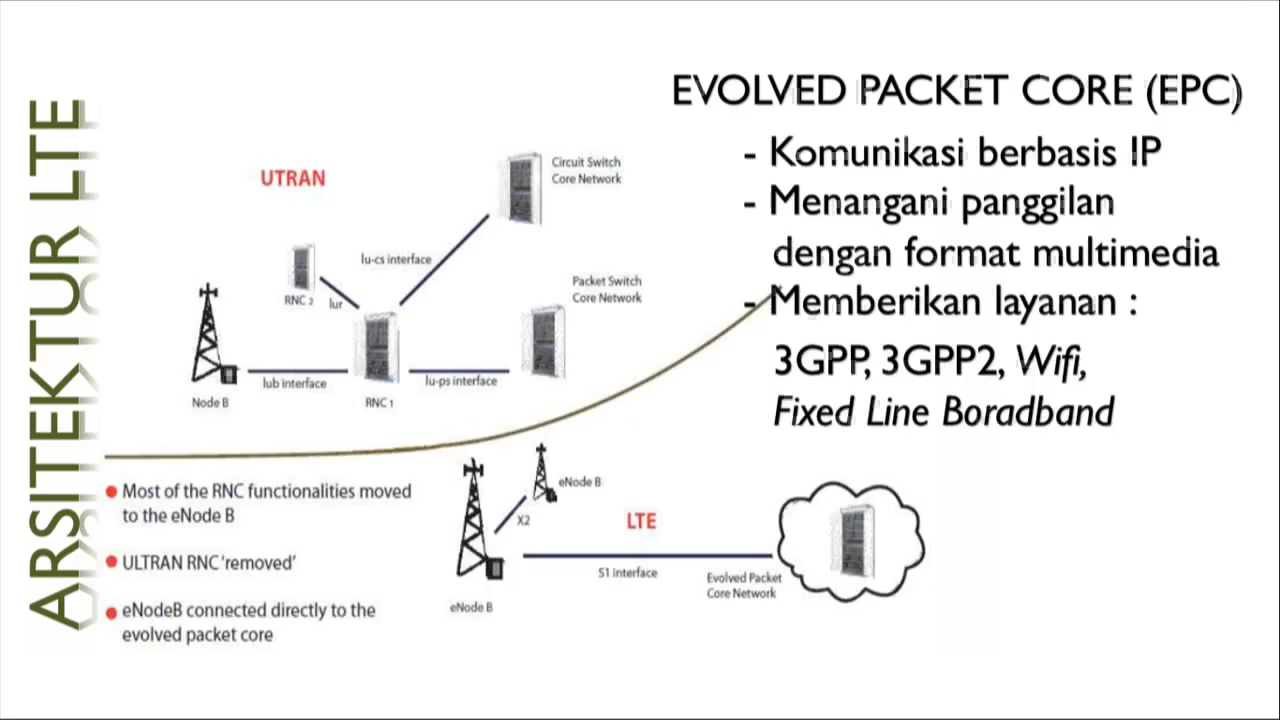 ARSITEKTUR LTE
EVOLVED PACKET CORE (EPC)
- Komunikasi berbasis IP
- Menangani panggilan
dengan format multimedia
- Memberikan layanan :
3GPP, 3GPP2, Wifi,
Fixed Line Boradband
UTRAN
Circuit Switch
Core Network
lu-cs interface
RNC 2
lur
Packet Switch
Core Network
lub interface
lu-ps interface
Node B
RNC 1
Most of the RNC functionalities moved
to the eNode B
ULTRAN RNC 'removed'
eNodeB connected directly to the
evolved packet core
eNode B
X2
LTE
S1 interface
Evolved Packet
Core Network
eNode B